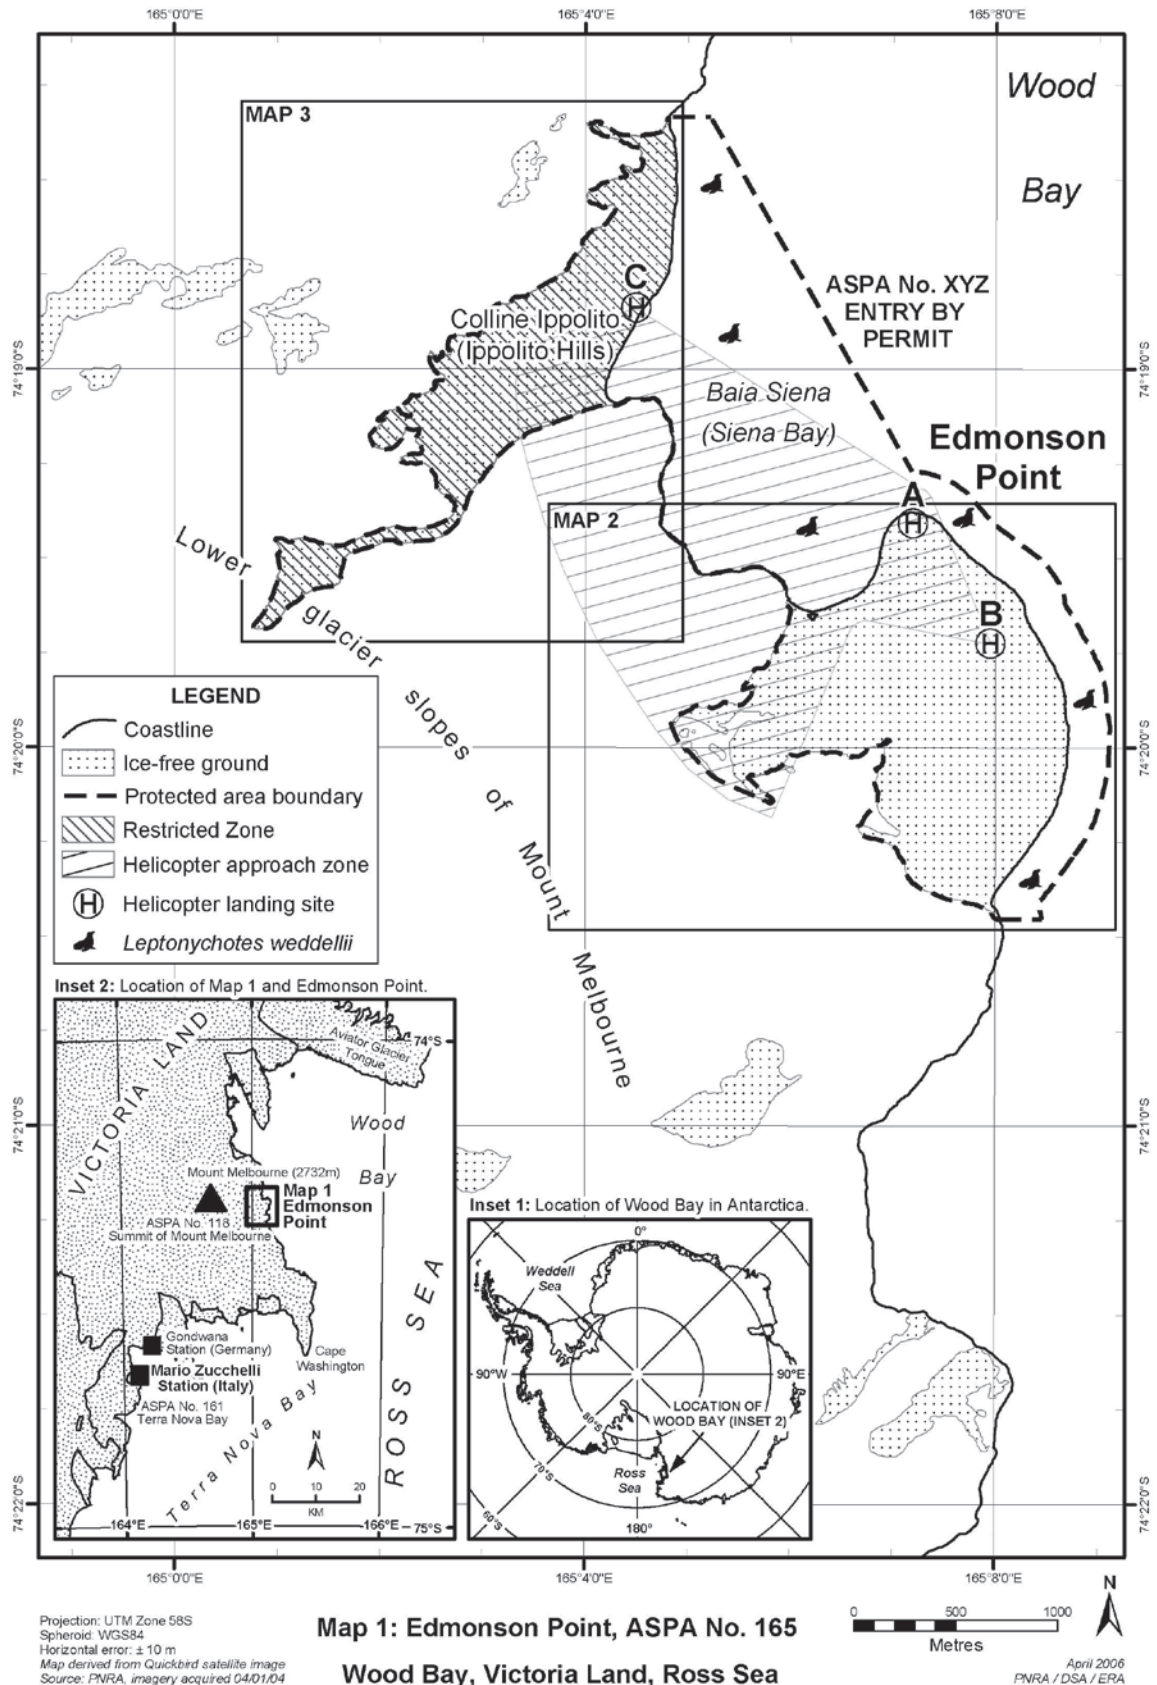 165°0'0"E
165°4'0"E
165°8'0"E
Wood
Bay
MAP 3
C
H
Colline Ippolito
(Ippolito Hills)
ASPA No. XYZ
ENTRY BY
PERMIT
74°19'0"S
74°19'0"S
Baia Siena
(Siena Bay)
Edmonson
Point
A
H
MAP 2
B
H
Lower glacier slopes of Mount Melbourne
LEGEND
Coastline
Ice-free ground
Protected area boundary
Restricted Zone
Helicopter approach zone
H Helicopter landing site
Leptonychotes weddellii
74°20'0"S
74°20'0"S
Inset 2: Location of Map 1 and Edmonson Point.
VICTORIA LAND
Aviator Glacier
Tongue
74°S
Wood
Bay
Mount Melbourne (2732m)
Map 1
Edmonson
Point
ASPA No. 118
Summit of Mount Melbourne
ROSS SEA
Gondwana
Station (Germany)
Mario Zucchelli
Station (Italy)
ASPA No. 161
Terra Nova Bay
Cape
Washington
Terra Nova Bay
N
0 10 20
KM
164°E
165°E
166°E
75°S
74°21'0"S
74°21'0"S
Inset 1: Location of Wood Bay in Antarctica.
0°
Weddell
Sea
90°W
90°E
LOCATION OF
WOOD BAY (INSET 2)
80°S
70°S
60°S
Ross
Sea
180°
74°22'0"S
74°22'0"S
165°0'0"E
165°4'0"E
165°8'0"E
Projection: UTM Zone 58S
Spheroid: WGS84
Horizontal error: ± 10 m
Map derived from Quickbird satellite image
Source: PNRA, imagery acquired 04/01/04
Map 1: Edmonson Point, ASPA No. 165
Wood Bay, Victoria Land, Ross Sea
0 500 1000
Metres
N
April 2006
PNRA / DSA / ERA